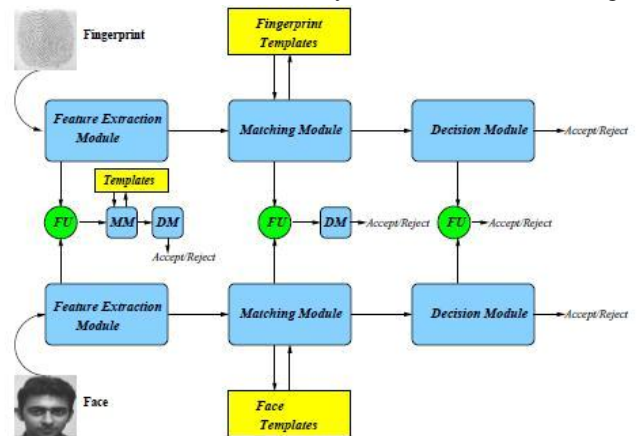 Fingerprint
Fingerprint
Templates
Feature Extraction
Module
Matching Module
Decision Module
Accept/Reject
Templates
FU
MM
DM
Accept/Reject
FU
DM
Accept/Reject
FU
Accept/Reject
Feature Extraction
Module
Matching Module
Decision Module
Accept/Reject
Face
Face
Templates